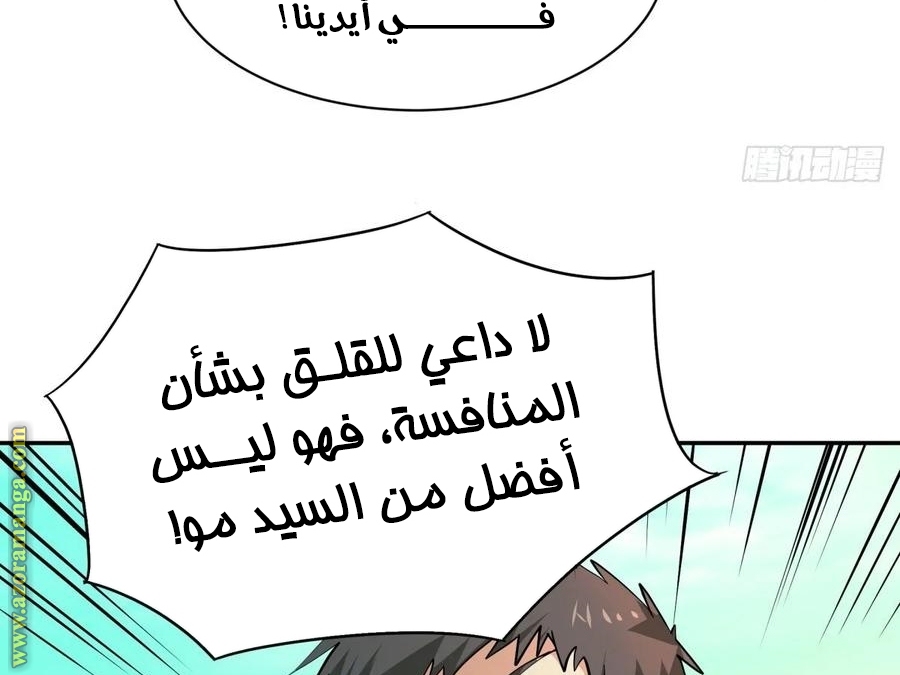 في أيدينا!
腾讯动漫
لا داعي للقلق بشأن
المنافسة، فهو ليس
أفضل من السيد مو!
www.azoramanga.com